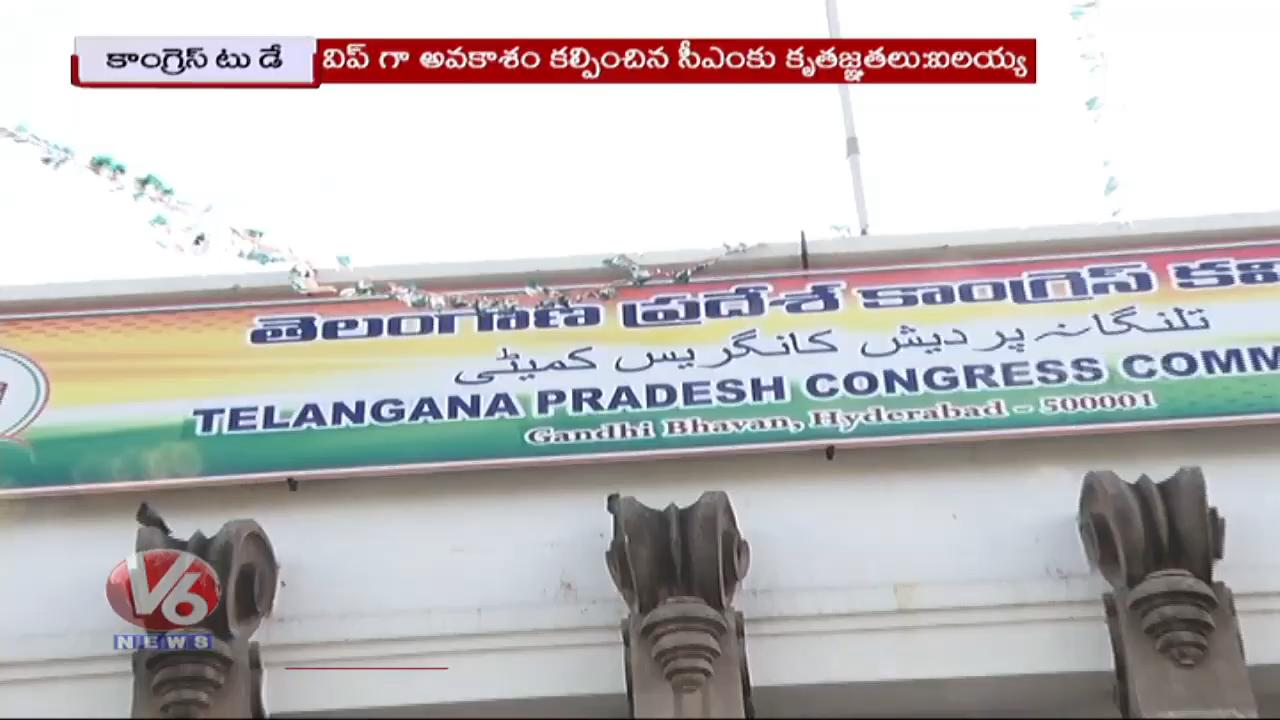 కాంగ్రెస్ టు డే
విప్ గా అవకాశం కల్పించిన సీఎంకు కృతజ్ఞతలు:ఐలయ్య
తెలంగాణ ప్రదేశ్ కాంగ్రెస్
تلنگانہ پردیش کانگریس کمیٹی
TELANGANA PRADESH CONGRESS COMM
Gandhi Bhavan, Hyderabad - 500001
V6
NEWS